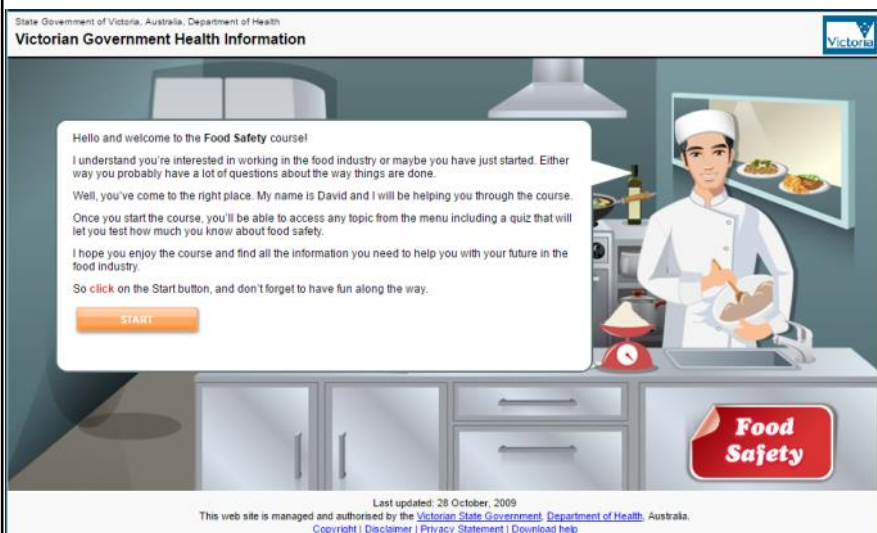 State Government of Victoria, Australia, Department of Health
Victorian Government Health Information
Victoria
Hello and welcome to the Food Safety course!
I understand you're interested in working in the food industry or maybe you have just started. Either
way you probably have a lot of questions about the way things are done.
Well, you've come to the right place. My name is David and I will be helping you through the course.
Once you start the course, you'll be able to access any topic from the menu including a quiz that will
let you test how much you know about food safety.
I hope you enjoy the course and find all the information you need to help you with your future in the
food industry.
So click on the Start button, and don't forget to have fun along the way.
START
Food
Safety
Last updated: 28 October, 2009
This web site is managed and authorised by the Victorian State Government, Department of Health, Australia.
Copyright | Disclaimer | Privacy Statement | Download help